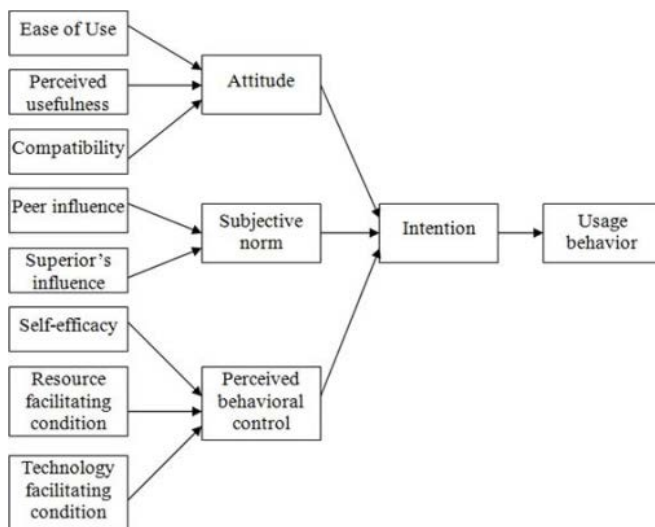 Ease of Use
Perceived
usefulness
Compatibility
Attitude
Peer influence
Superior's
influence
Subjective
norm
Self-efficacy
Resource
facilitating
condition
Technology
facilitating
condition
Perceived
behavioral
control
Intention
Usage
behavior